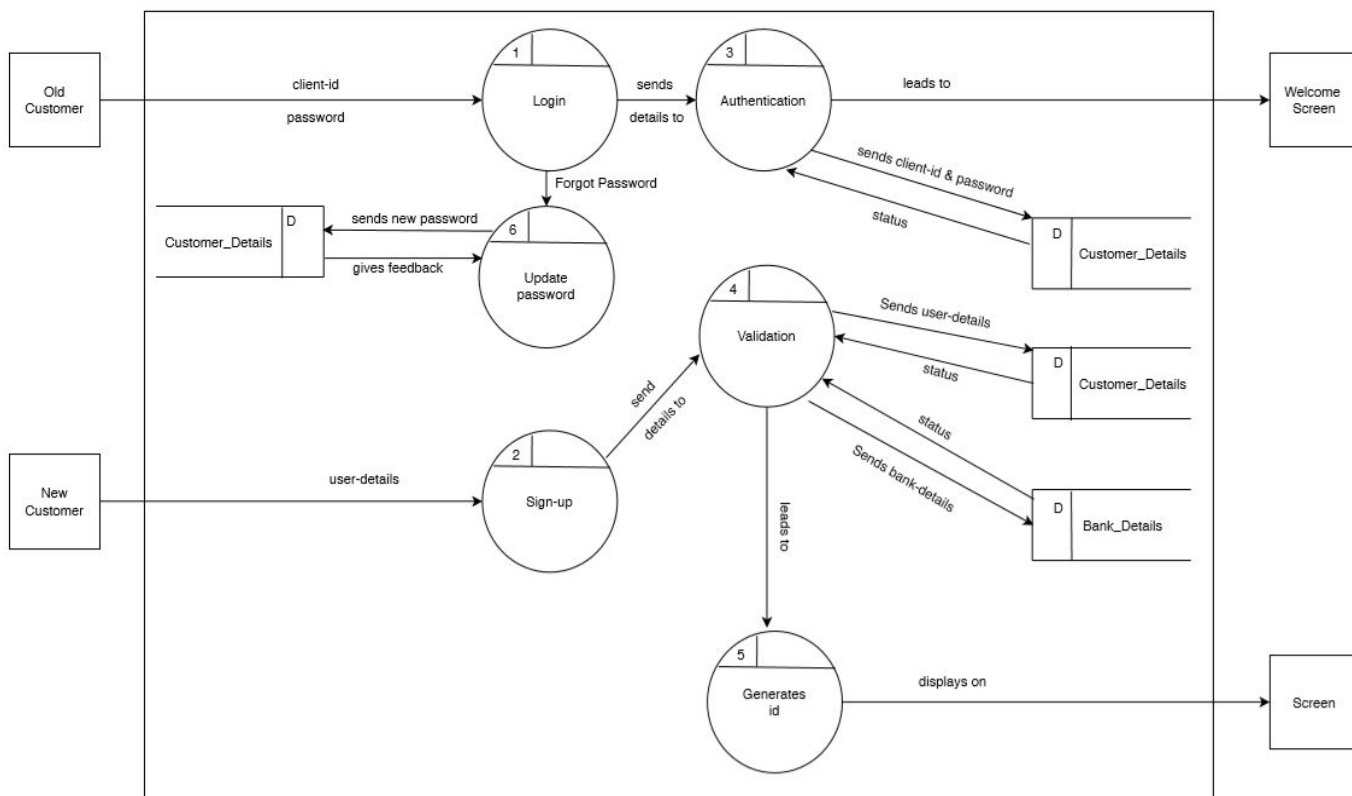 1
3
Old
Customer
client-id
password
Login
sends
details to
Authentication
leads to
Welcome
Screen
sends client-id & password
status
D
Customer_Details
Forgot Password
Customer_Details
D
sends new password
gives feedback
6
Update
password
4
Validation
Sends user-details
status
D
Customer_Details
send
details to
status
Sends bank-details
D
Bank_Details
New
Customer
user-details
2
Sign-up
leads to
5
Generates
id
displays on
Screen